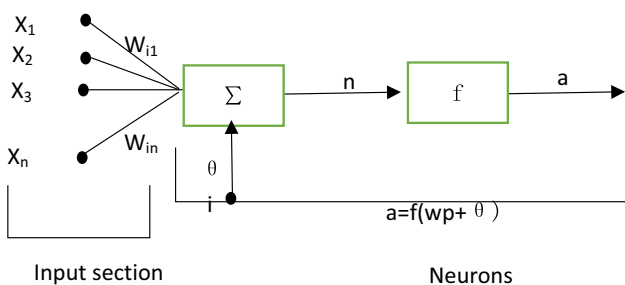 X1
Wi1
X2
X3
Xn
Win
Σ
n
f
a
θ
i
a=f(wp+ θ)
Input section
Neurons